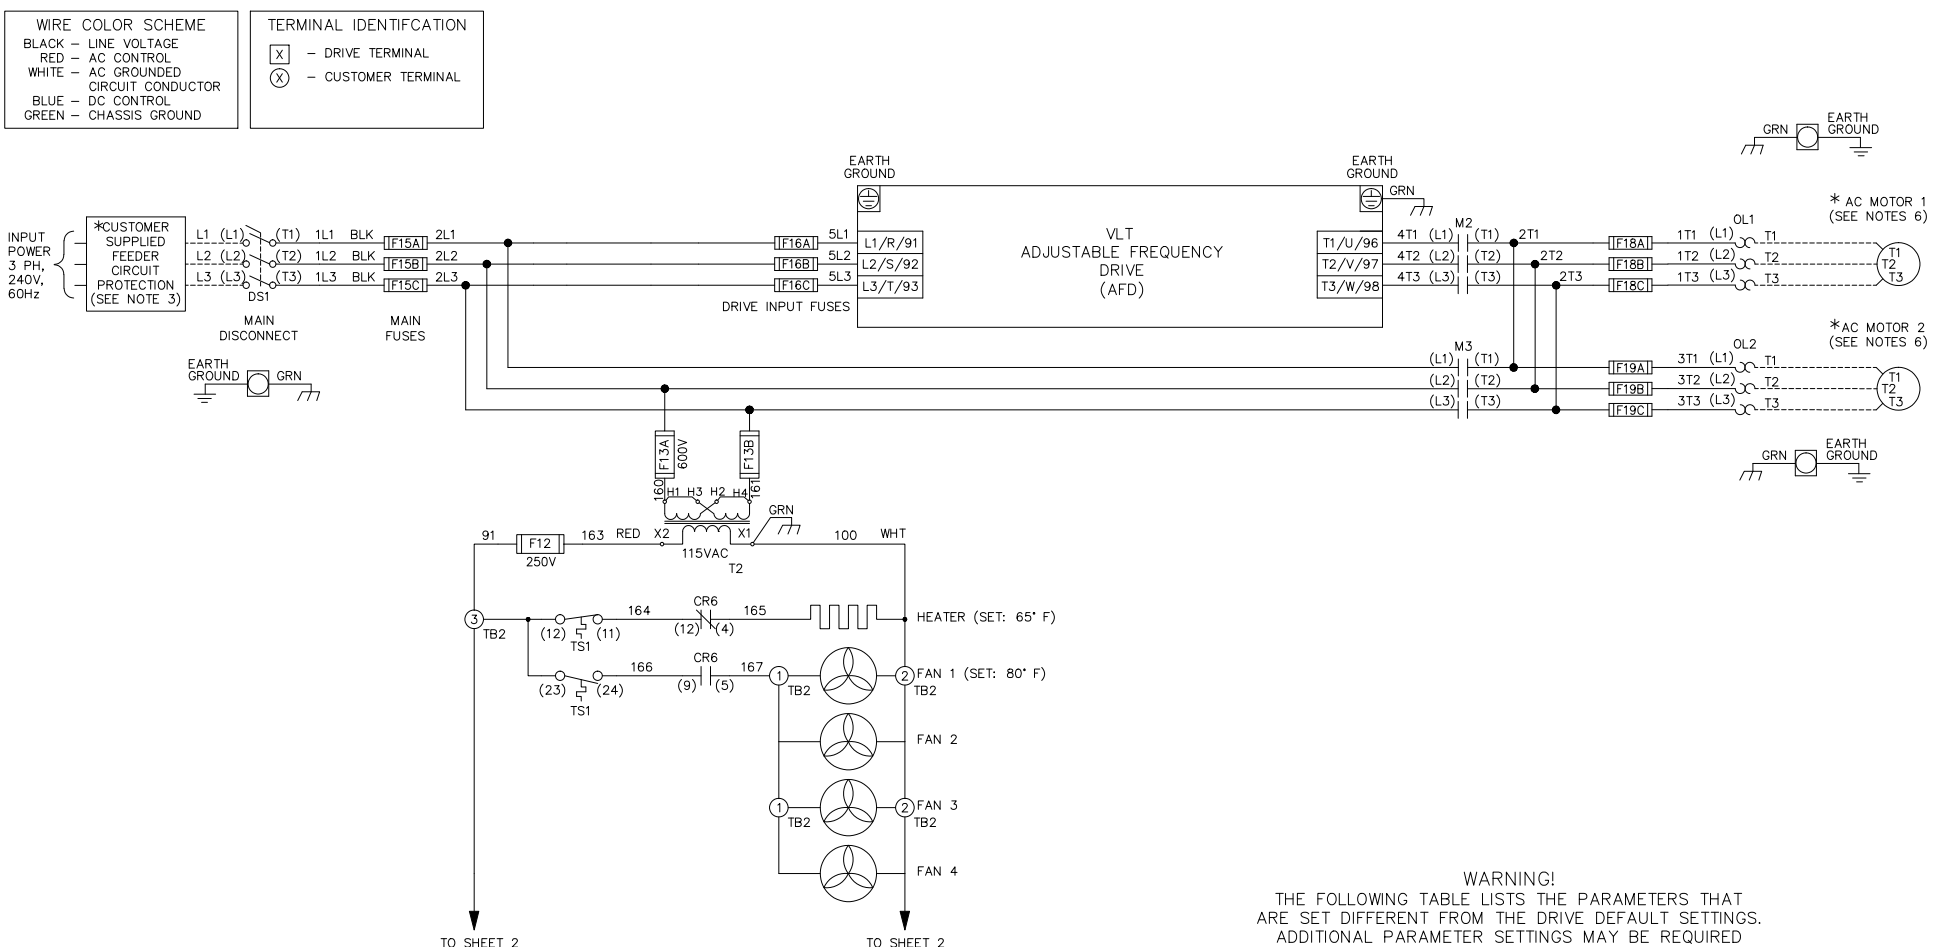 WIRE COLOR SCHEME
BLACK – LINE VOLTAGE
RED – AC CONTROL
WHITE – AC GROUNDED
CIRCUIT CONDUCTOR
BLUE – DC CONTROL
GREEN – CHASSIS GROUND
TERMINAL IDENTIFCATION
X – DRIVE TERMINAL
X – CUSTOMER TERMINAL
INPUT
POWER
3 PH,
240V,
60Hz
*CUSTOMER
SUPPLIED
FEEDER
CIRCUIT
PROTECTION
(SEE NOTE 3)
L1 (L1) (T1) 1L1 BLK F15A 2L1
L2 (L2) (T2) 1L2 BLK F15B 2L2
L3 (L3) (T3) 1L3 BLK F15C 2L3
DS1
MAIN
DISCONNECT
MAIN
FUSES
EARTH
GROUND
GRN
F16A 5L1 L1/R/91
F16B 5L2 L2/S/92
F16C 5L3 L3/T/93
DRIVE INPUT FUSES
EARTH
GROUND
VLT
ADJUSTABLE FREQUENCY
DRIVE
(AFD)
EARTH
GROUND
GRN
T1/U/96 4T1 (L1) M2 (T1) 2T1
T2/V/97 4T2 (L2) (T2) 2T2
T3/W/98 4T3 (L3) (T3) 2T3
GRN
EARTH
GROUND
* AC MOTOR 1
(SEE NOTES 6)
OL1
F18A 1T1 (L1) T1
F18B 1T2 (L2) T2
F18C 1T3 (L3) T3
T1
T2
T3
M3
(L1) (T1)
(L2) (T2)
(L3) (T3)
*AC MOTOR 2
(SEE NOTES 6)
OL2
F19A 3T1 (L1) T1
F19B 3T2 (L2) T2
F19C 3T3 (L3) T3
T1
T2
T3
GRN
EARTH
GROUND
F13A
600V
F13B
160
H1 H3 H2 H4
161
GRN
91 F12 163 RED X2 X1 100 WHT
250V
115VAC
T2
3
TB2
(12) (11)
TS1
164
CR6
(12) (4)
165
HEATER (SET: 65° F)
(23) (24)
TS1
166
CR6
(9) (5)
167
1
TB2
2
TB2
FAN 1 (SET: 80° F)
FAN 2
1
TB2
2
TB2
FAN 3
FAN 4
TO SHEET 2
TO SHEET 2
WARNING!
THE FOLLOWING TABLE LISTS THE PARAMETERS THAT
ARE SET DIFFERENT FROM THE DRIVE DEFAULT SETTINGS.
ADDITIONAL PARAMETER SETTINGS MAY BE REQUIRED